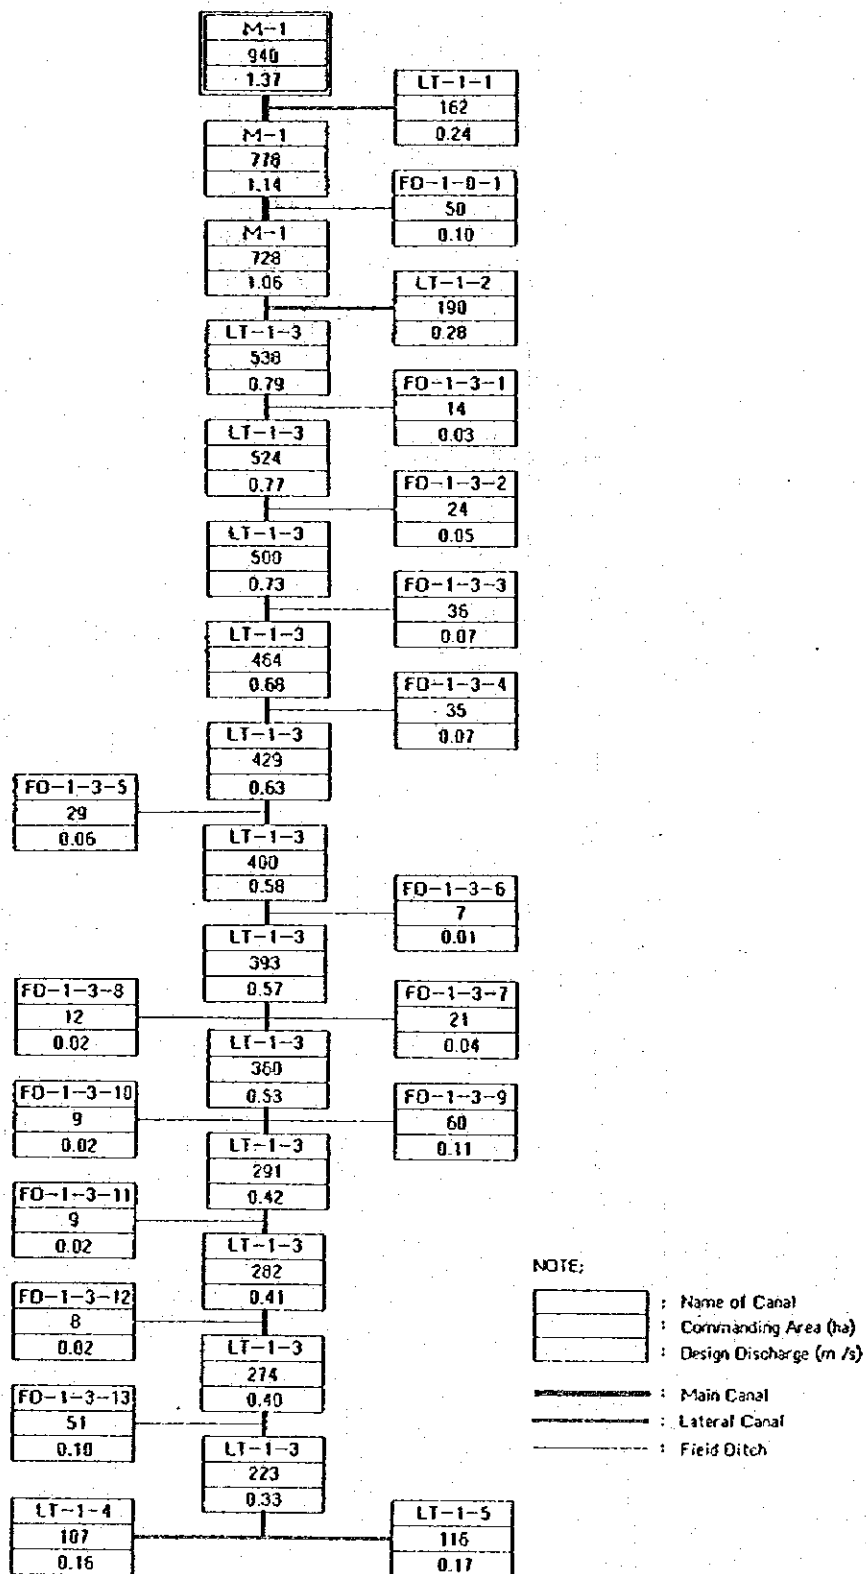 M-1
940
1.37
LT-1-1
162
0.24
M-1
778
1.14
FD-1-0-1
50
0.10
M-1
728
1.06
LT-1-2
190
0.28
LT-1-3
538
0.79
FD-1-3-1
14
0.03
LT-1-3
524
0.77
FD-1-3-2
24
0.05
LT-1-3
500
0.73
FD-1-3-3
36
0.07
LT-1-3
464
0.68
FD-1-3-4
35
0.07
LT-1-3
429
0.63
FD-1-3-5
29
0.06
LT-1-3
400
0.58
FD-1-3-6
7
0.01
LT-1-3
393
0.57
FD-1-3-8
12
0.02
FD-1-3-7
21
0.04
LT-1-3
360
0.53
FD-1-3-10
9
0.02
FD-1-3-9
60
0.11
LT-1-3
291
0.42
FD-1-3-11
9
0.02
LT-1-3
282
0.41
FD-1-3-12
8
0.02
LT-1-3
274
0.40
FD-1-3-13
51
0.10
LT-1-3
223
0.33
LT-1-4
107
0.16
LT-1-5
116
0.17
NOTE;
: Name of Canal
: Commanding Area (ha)
: Design Discharge (m /s)
: Main Canal
: Lateral Canal
: Field Ditch